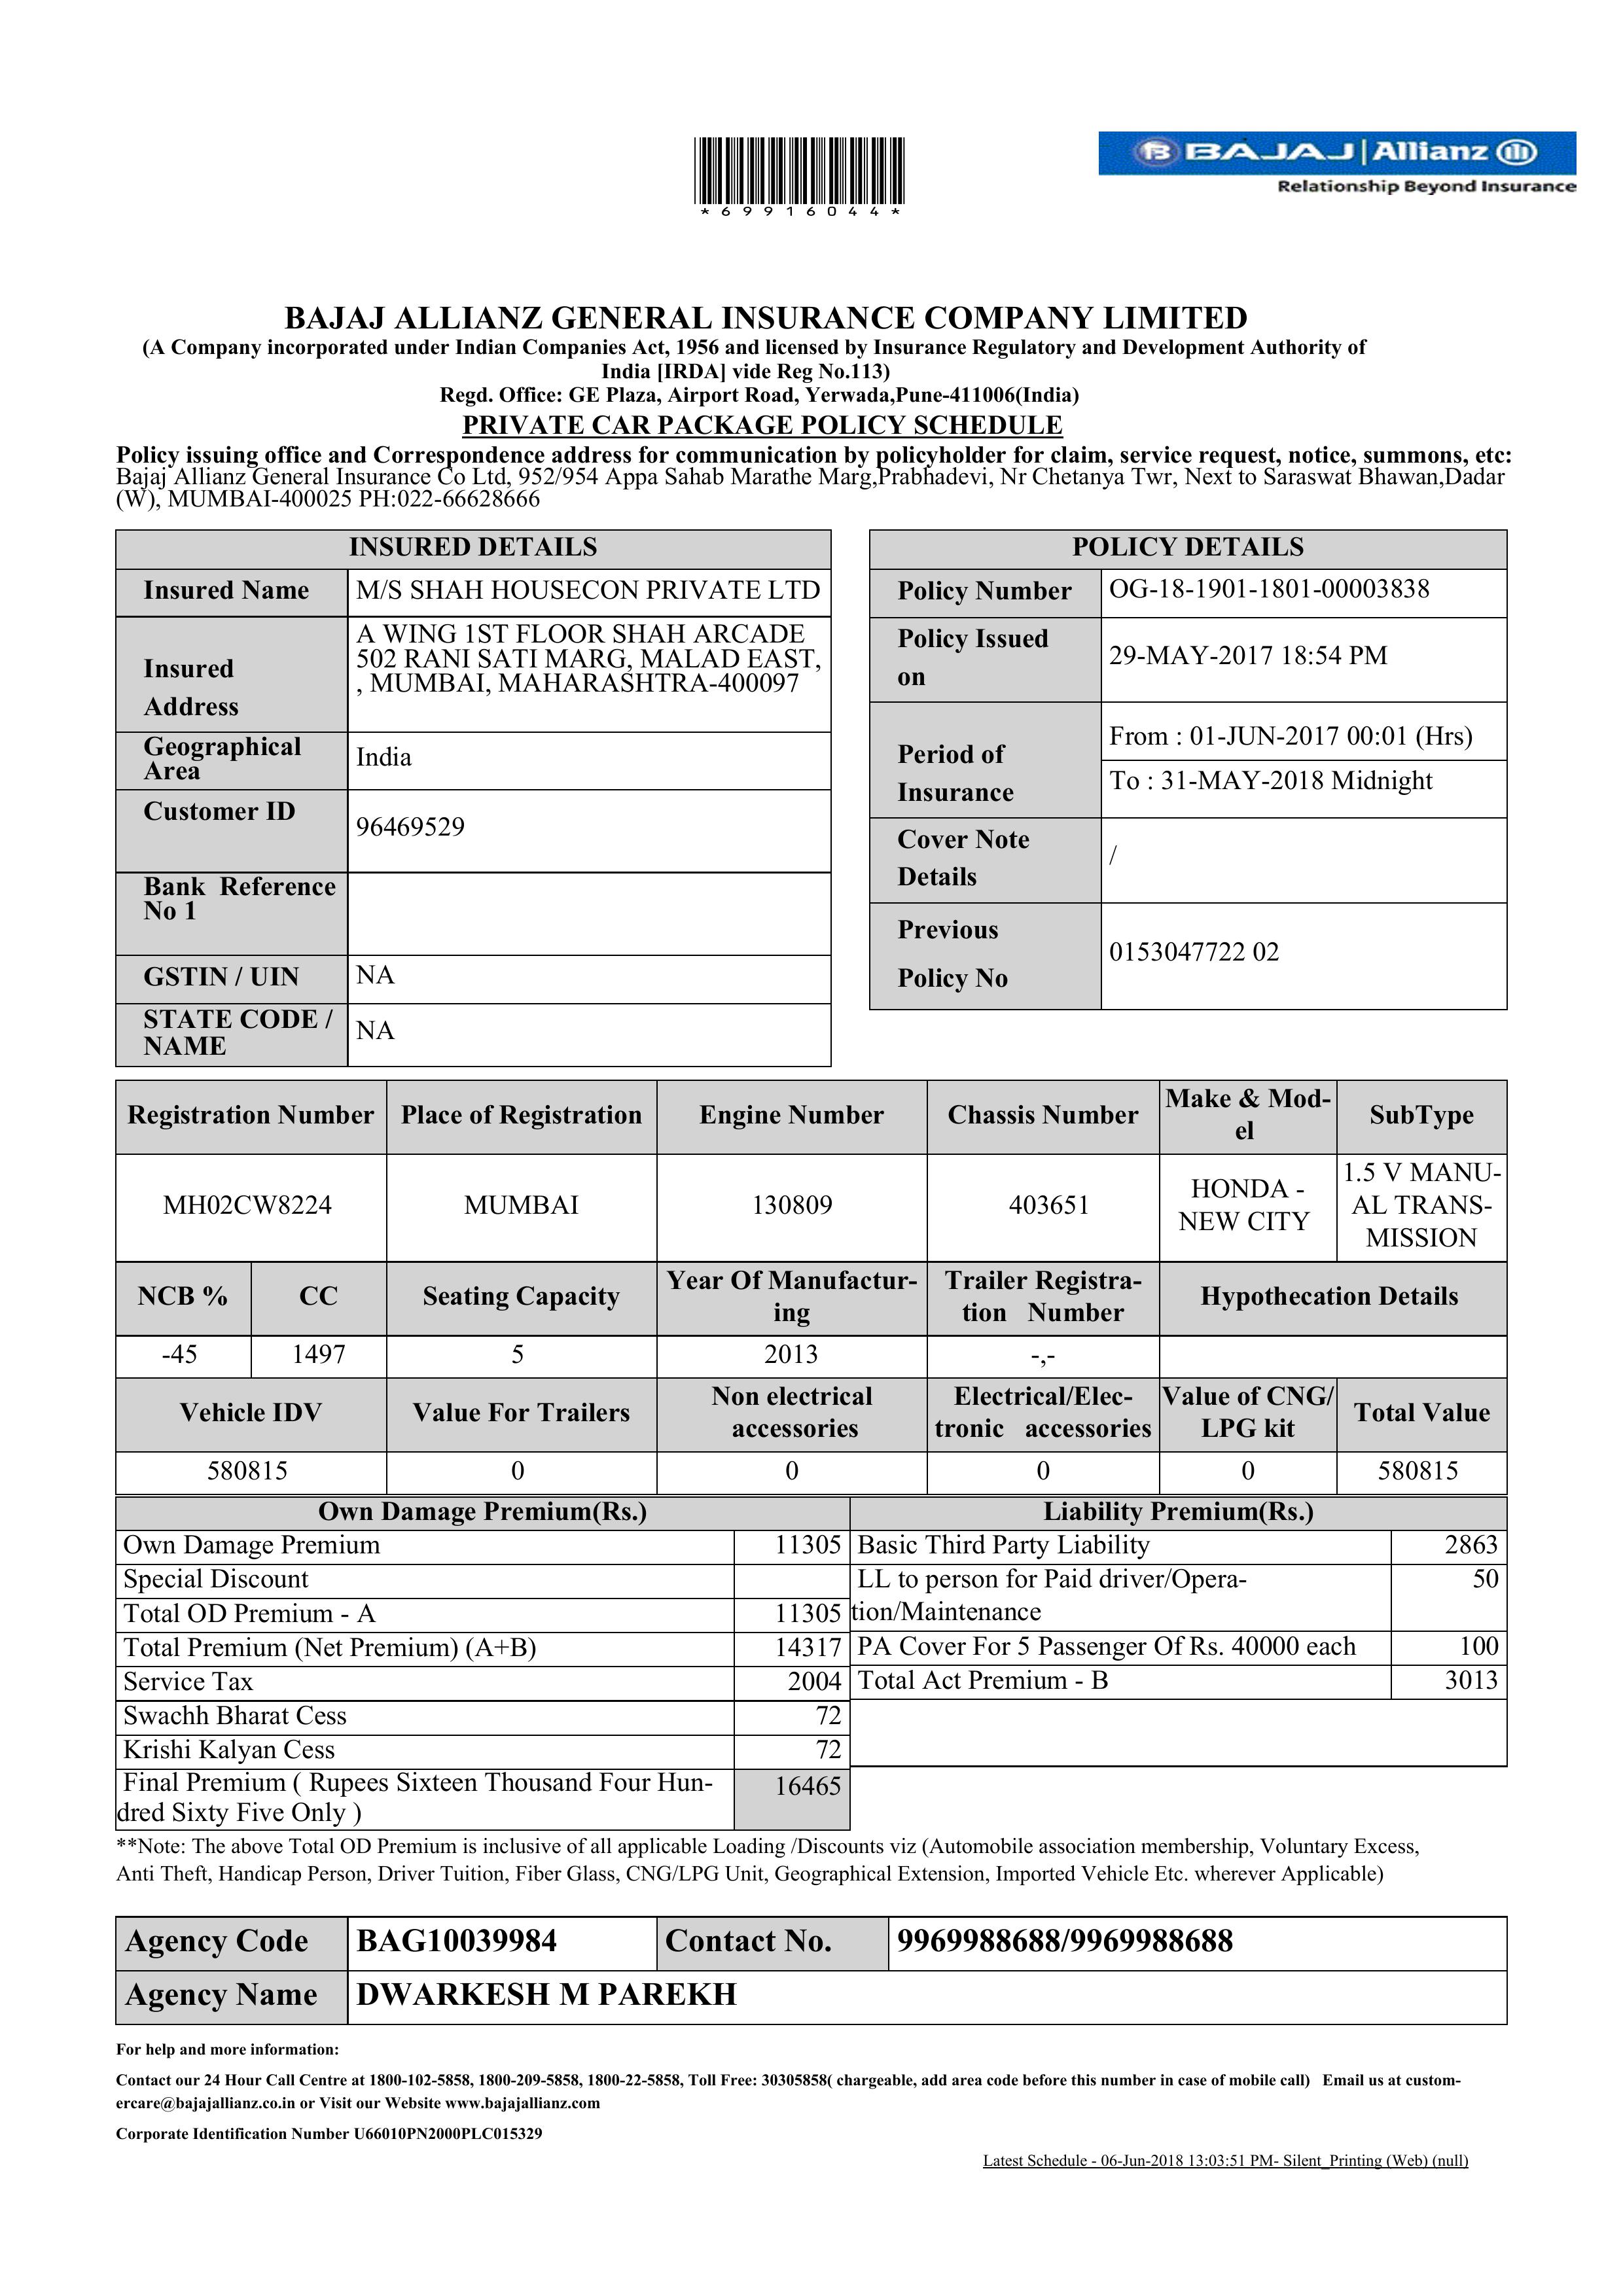 *69916044*
BAJAJ | Allianz
Relationship Beyond Insurance
BAJAJ ALLIANZ GENERAL INSURANCE COMPANY LIMITED
(A Company incorporated under Indian Companies Act, 1956 and licensed by Insurance Regulatory and Development Authority of
India [IRDA] vide Reg No.113)
Regd. Office: GE Plaza, Airport Road, Yerwada,Pune-411006(India)
PRIVATE CAR PACKAGE POLICY SCHEDULE
Policy issuing office and Correspondence address for communication by policyholder for claim, service request, notice, summons, etc:
Bajaj Allianz General Insurance Co Ltd, 952/954 Appa Sahab Marathe Marg,Prabhadevi, Nr Chetanya Twr, Next to Saraswat Bhawan,Dadar
(W), MUMBAI-400025 PH:022-66628666
INSURED DETAILS
Insured Name M/S SHAH HOUSECON PRIVATE LTD
Insured
Address
A WING 1ST FLOOR SHAH ARCADE
502 RANI SATI MARG, MALAD EAST,
, MUMBAI, MAHARASHTRA-400097
Geographical
Area
India
Customer ID
96469529
Bank Reference
No 1
GSTIN / UIN NA
STATE CODE /
NAME
NA
POLICY DETAILS
Policy Number OG-18-1901-1801-00003838
Policy Issued
on
29-MAY-2017 18:54 PM
Period of
Insurance
From : 01-JUN-2017 00:01 (Hrs)
To : 31-MAY-2018 Midnight
Cover Note
Details
/
Previous
Policy No
0153047722 02
Registration Number Place of Registration Engine Number Chassis Number Make & Mod-
el SubType
MH02CW8224 MUMBAI 130809 403651 HONDA -
NEW CITY
1.5 V MANU-
AL TRANS-
MISSION
NCB % CC Seating Capacity Year Of Manufactur-
ing
Trailer Registra-
tion Number
Hypothecation Details
-45 1497 5 2013 -,-
Vehicle IDV Value For Trailers Non electrical
accessories
Electrical/Elec-
tronic accessories
Value of CNG/
LPG kit
Total Value
580815 0 0 0 0 580815
Own Damage Premium(Rs.)
Own Damage Premium 11305
Special Discount
Total OD Premium - A 11305
Total Premium (Net Premium) (A+B) 14317
Service Tax 2004
Swachh Bharat Cess 72
Krishi Kalyan Cess 72
Final Premium ( Rupees Sixteen Thousand Four Hun-
dred Sixty Five Only )
16465
Liability Premium(Rs.)
Basic Third Party Liability 2863
LL to person for Paid driver/Opera-
tion/Maintenance
50
PA Cover For 5 Passenger Of Rs. 40000 each 100
Total Act Premium - B 3013
**Note: The above Total OD Premium is inclusive of all applicable Loading /Discounts viz (Automobile association membership, Voluntary Excess,
Anti Theft, Handicap Person, Driver Tuition, Fiber Glass, CNG/LPG Unit, Geographical Extension, Imported Vehicle Etc. wherever Applicable)
Agency Code BAG10039984 Contact No. 9969988688/9969988688
Agency Name DWARKESH M PAREKH
For help and more information:
Contact our 24 Hour Call Centre at 1800-102-5858, 1800-209-5858, 1800-22-5858, Toll Free: 30305858( chargeable, add area code before this number in case of mobile call) Email us at custom-
ercare@bajajallianz.co.in or Visit our Website www.bajajallianz.com
Corporate Identification Number U66010PN2000PLC015329
Latest Schedule - 06-Jun-2018 13:03:51 PM- Silent_Printing (Web) (null)